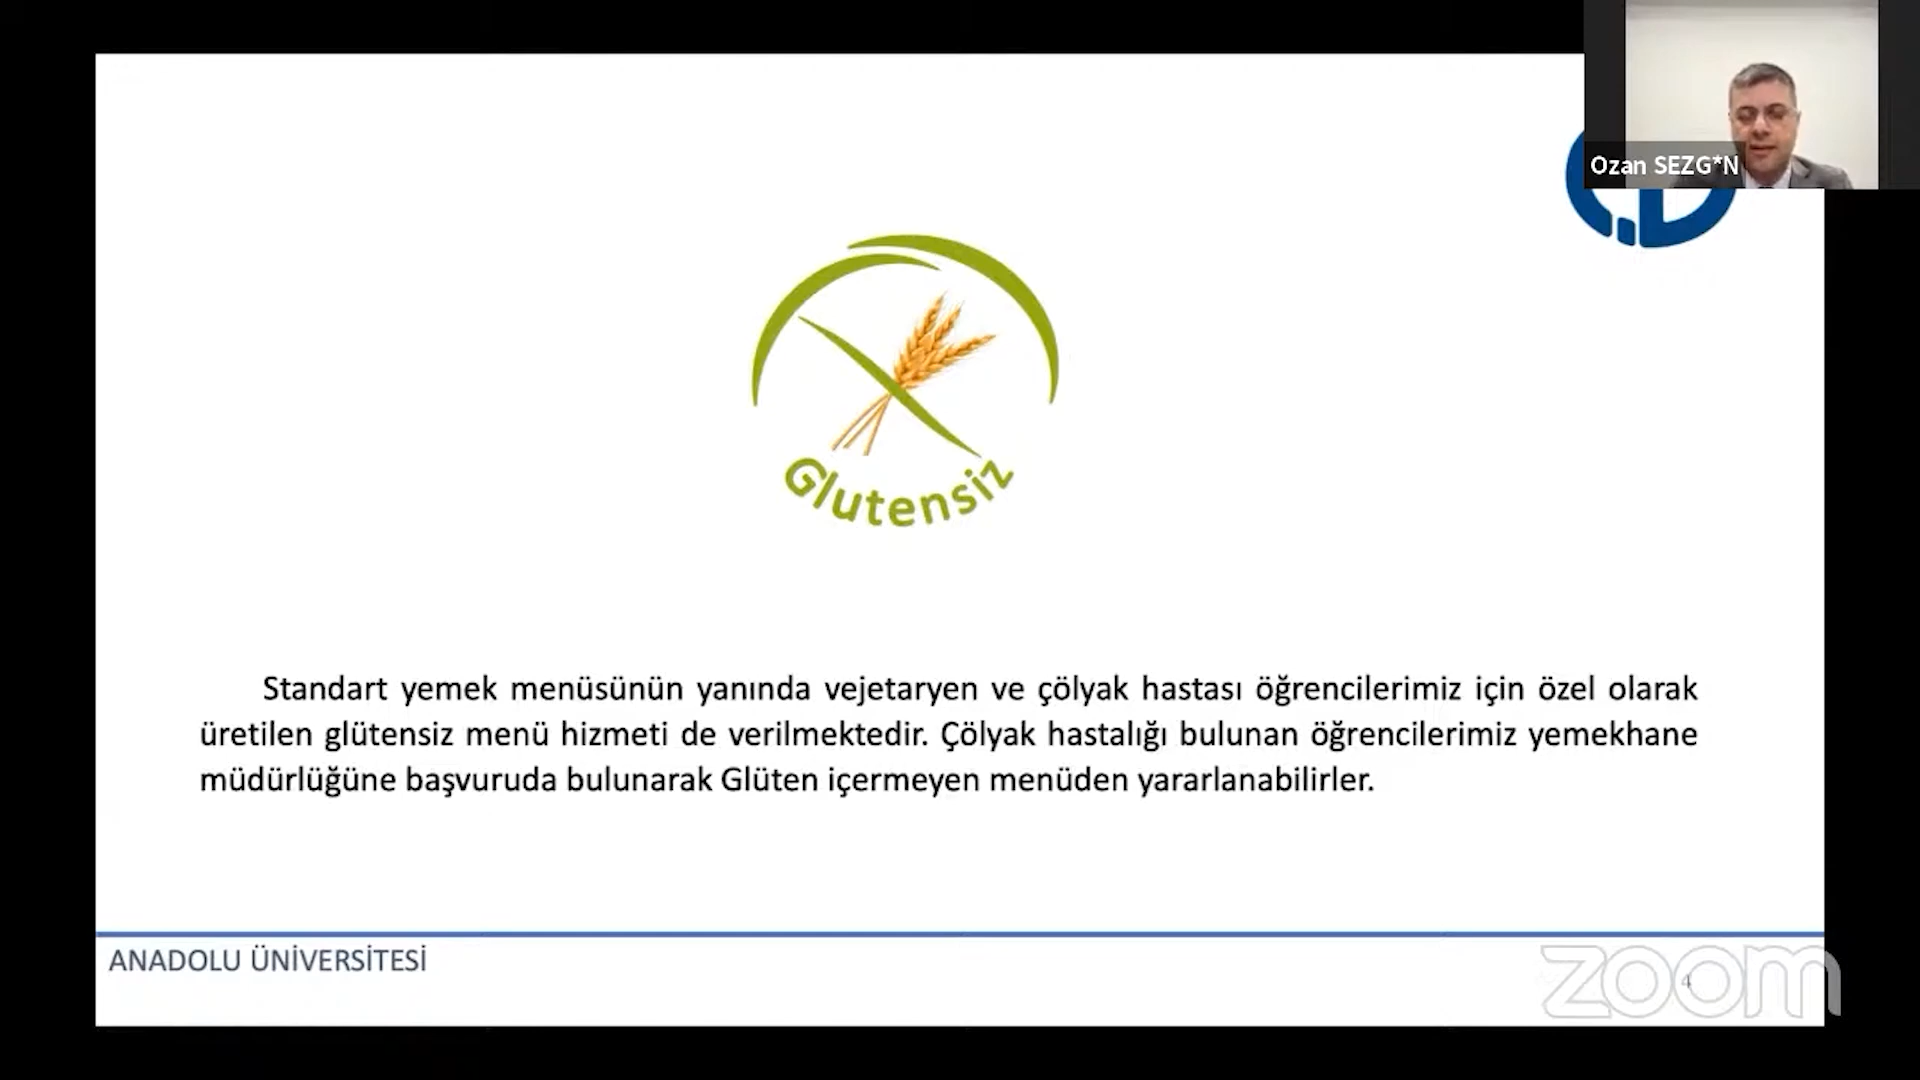 Ozan SEZG*N
Glutensiz
Standart yemek menüsünün yanında vejetaryen ve çölyak hastası öğrencilerimiz için özel olarak
üretilen glütensiz menü hizmeti de verilmektedir. Çölyak hastalığı bulunan öğrencilerimiz yemekhane
müdürlüğüne başvuruda bulunarak Glüten içermeyen menüden yararlanabilirler.
ANADOLU ÜNİVERSİTESİ
4
zoom